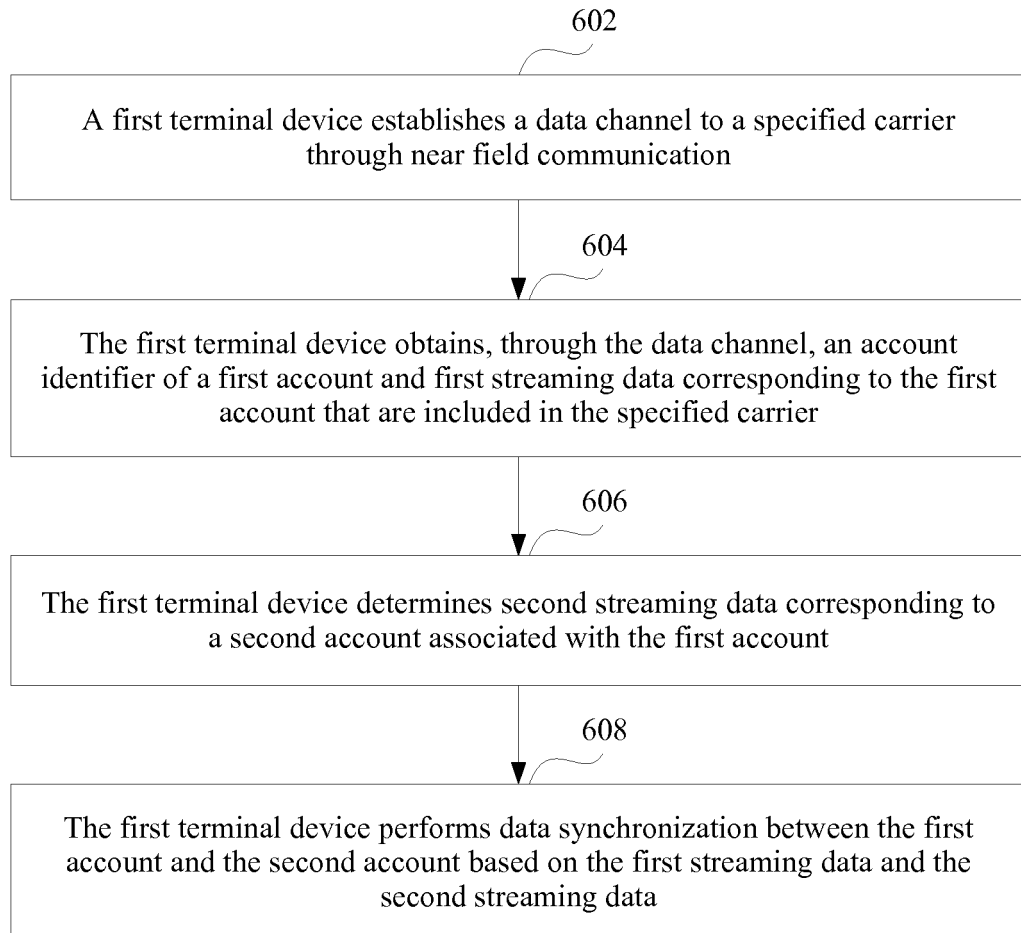 602
A first terminal device establishes a data channel to a specified carrier
through near field communication
604
The first terminal device obtains, through the data channel, an account
identifier of a first account and first streaming data corresponding to the first
account that are included in the specified carrier
606
The first terminal device determines second streaming data corresponding to
a second account associated with the first account
608
The first terminal device performs data synchronization between the first
account and the second account based on the first streaming data and the
second streaming data